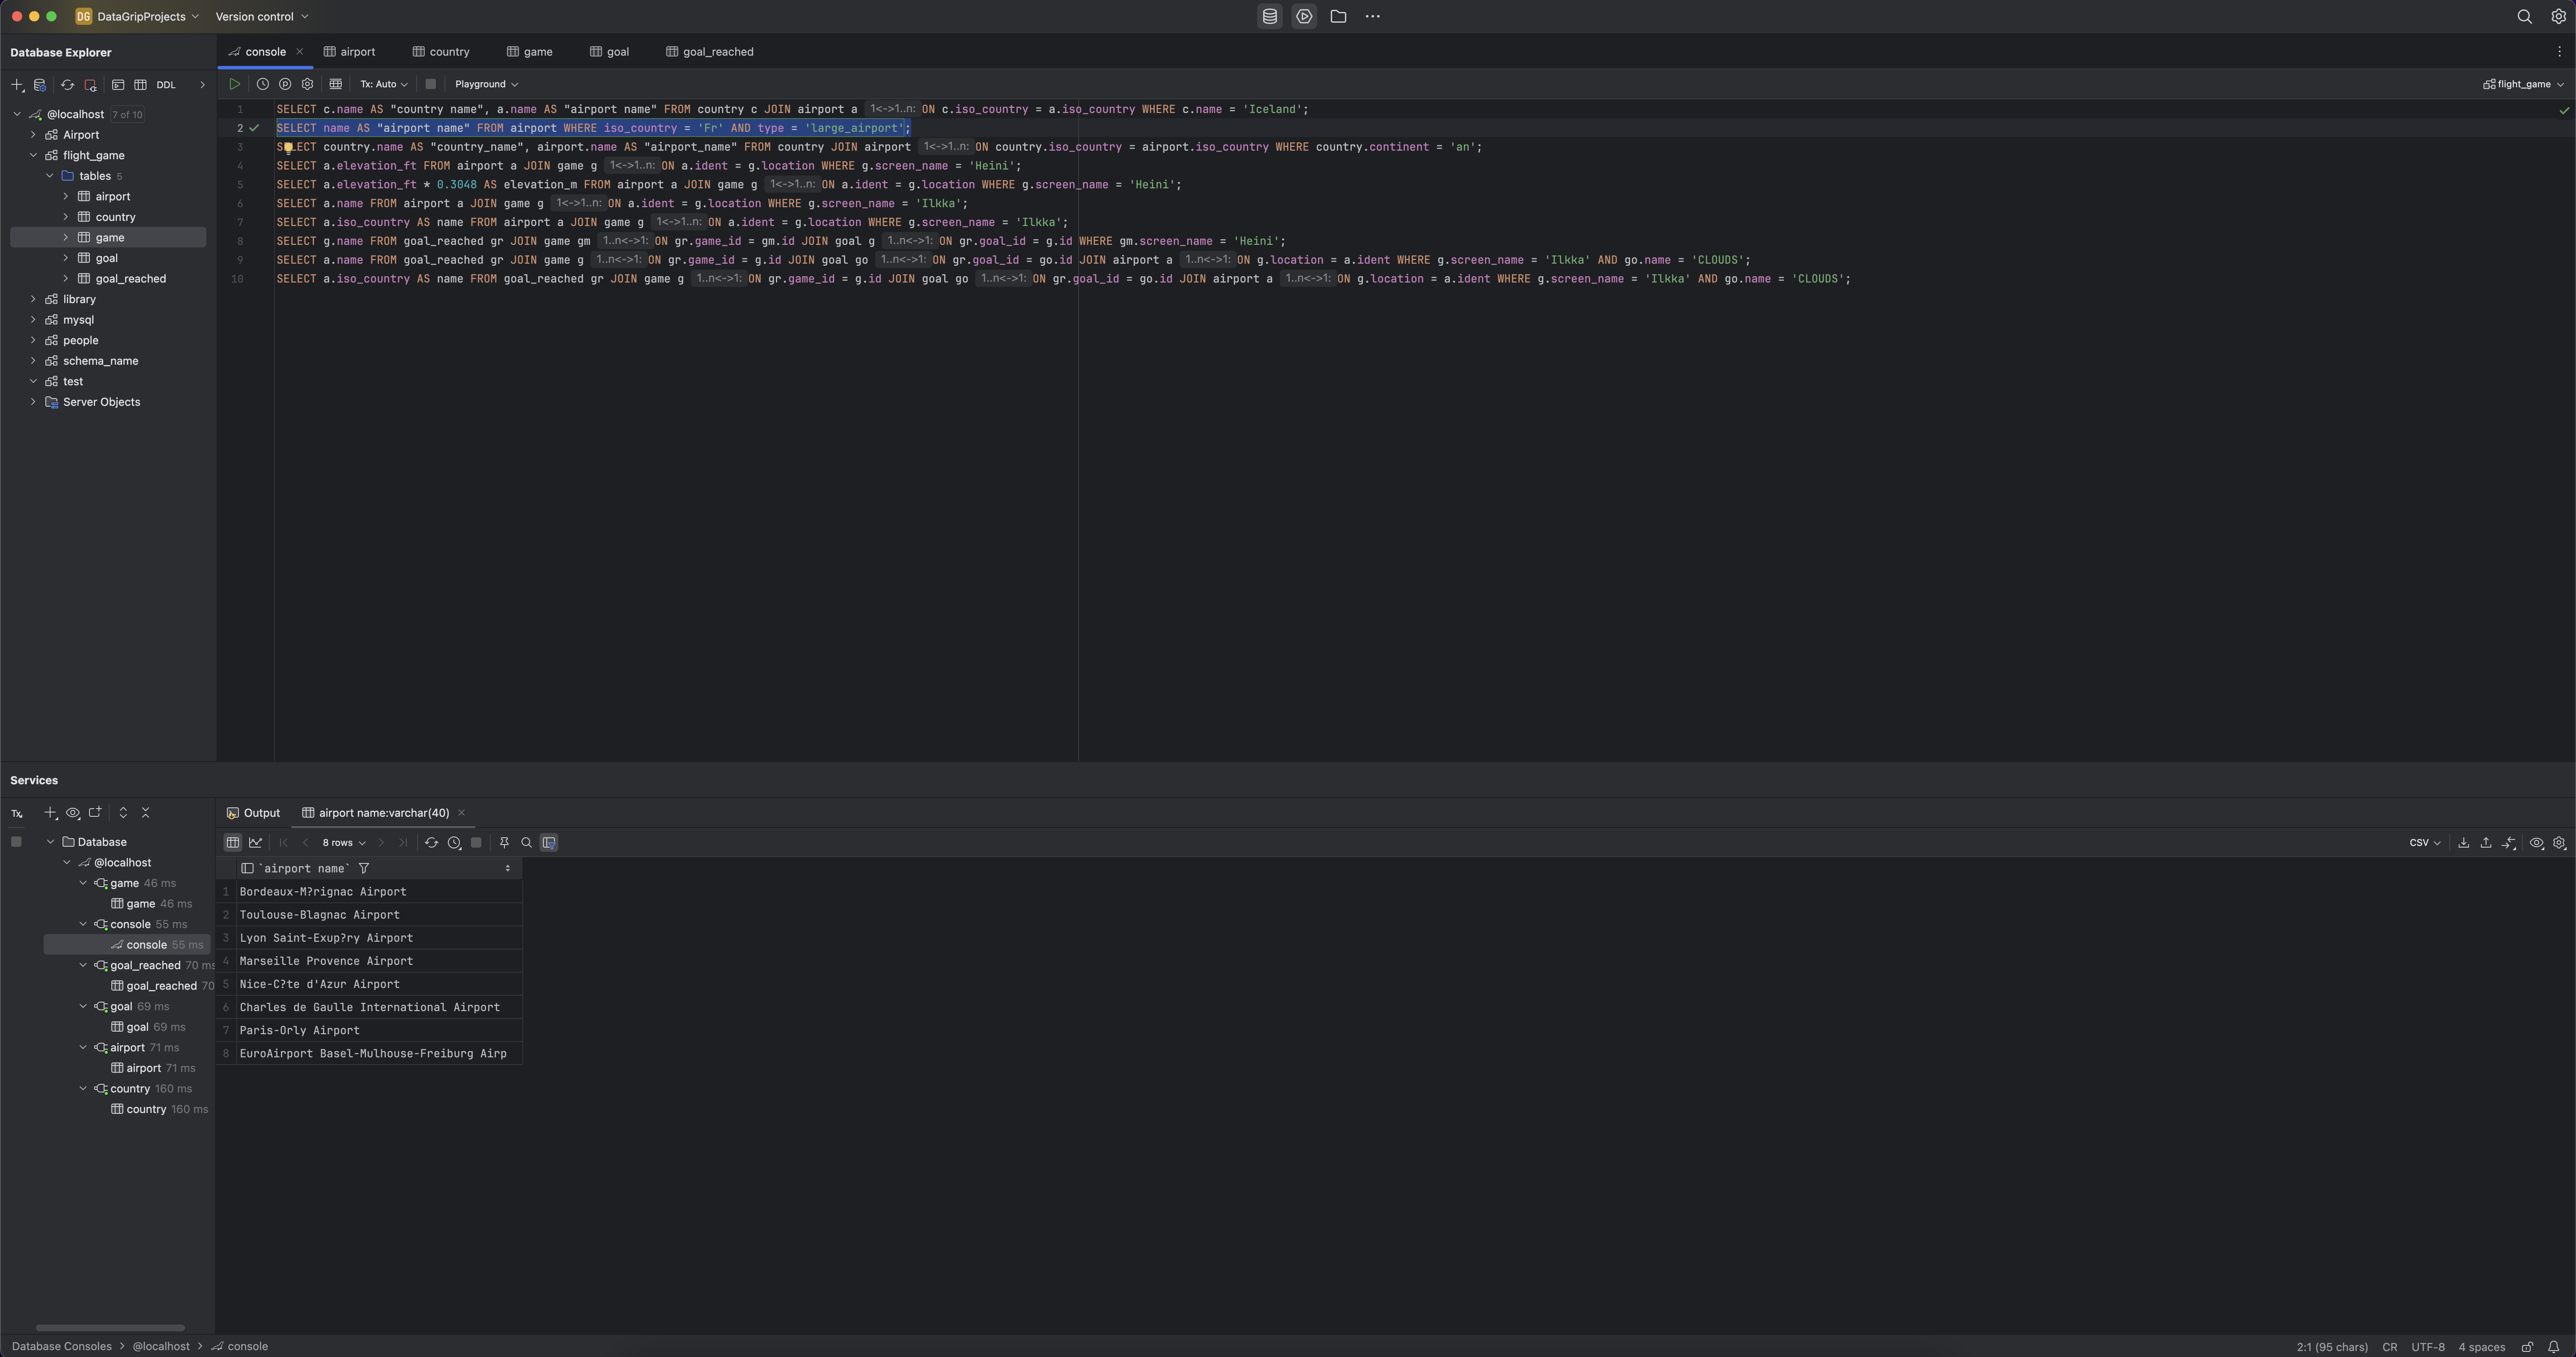 DG DataGripProjects Version control
Database Explorer
console airport country game goal goal_reached
DDL Tx: Auto Playground flight_game
@localhost 7 of 10
Airport
flight_game
tables 5
airport
country
game
goal
goal_reached
library
mysql
people
schema_name
test
Server Objects
1 SELECT c.name AS "country name", a.name AS "airport name" FROM country c JOIN airport a 1<->1..n: ON c.iso_country = a.iso_country WHERE c.name = 'Iceland';
2 SELECT name AS "airport name" FROM airport WHERE iso_country = 'Fr' AND type = 'large_airport';
3 SELECT country.name AS "country_name", airport.name AS "airport_name" FROM country JOIN airport 1<->1..n: ON country.iso_country = airport.iso_country WHERE country.continent = 'an';
4 SELECT a.elevation_ft FROM airport a JOIN game g 1<->1..n: ON a.ident = g.location WHERE g.screen_name = 'Heini';
5 SELECT a.elevation_ft * 0.3048 AS elevation_m FROM airport a JOIN game g 1<->1..n: ON a.ident = g.location WHERE g.screen_name = 'Heini';
6 SELECT a.name FROM airport a JOIN game g 1<->1..n: ON a.ident = g.location WHERE g.screen_name = 'Ilkka';
7 SELECT a.iso_country AS name FROM airport a JOIN game g 1<->1..n: ON a.ident = g.location WHERE g.screen_name = 'Ilkka';
8 SELECT g.name FROM goal_reached gr JOIN game gm 1..n<->1: ON gr.game_id = gm.id JOIN goal g 1..n<->1: ON gr.goal_id = g.id WHERE gm.screen_name = 'Heini';
9 SELECT a.name FROM goal_reached gr JOIN game g 1..n<->1: ON gr.game_id = g.id JOIN goal go 1..n<->1: ON gr.goal_id = go.id JOIN airport a 1..n<->1: ON g.location = a.ident WHERE g.screen_name = 'Ilkka' AND go.name = 'CLOUDS';
10 SELECT a.iso_country AS name FROM goal_reached gr JOIN game g 1..n<->1: ON gr.game_id = g.id JOIN goal go 1..n<->1: ON gr.goal_id = go.id JOIN airport a 1..n<->1: ON g.location = a.ident WHERE g.screen_name = 'Ilkka' AND go.name = 'CLOUDS';
Services
Tx
Database
@localhost
game 46 ms
game 46 ms
console 55 ms
console 55 ms
goal_reached 70 ms
goal_reached 70
goal 69 ms
goal 69 ms
airport 71 ms
airport 71 ms
country 160 ms
country 160 ms
Output airport name:varchar(40)
8 rows CSV
`airport name`
1 Bordeaux-M?rignac Airport
2 Toulouse-Blagnac Airport
3 Lyon Saint-Exup?ry Airport
4 Marseille Provence Airport
5 Nice-C?te d'Azur Airport
6 Charles de Gaulle International Airport
7 Paris-Orly Airport
8 EuroAirport Basel-Mulhouse-Freiburg Airp
Database Consoles > @localhost > console 2:1 (95 chars) CR UTF-8 4 spaces